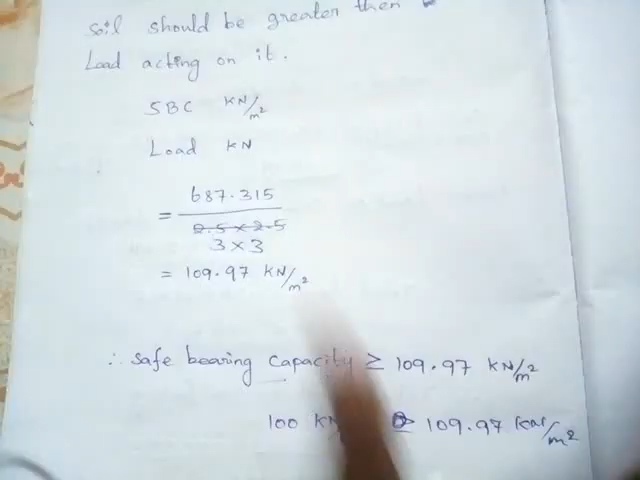 soil should be greater then
Load acting on it.
SBC KN/m²
Load KN
= 687.315
2.5 x 2.5
3 x 3
= 109.97 KN/m²
∴ safe bearing capacity ≥ 109.97 KN/m²
100 KN 109.97 KN/m²